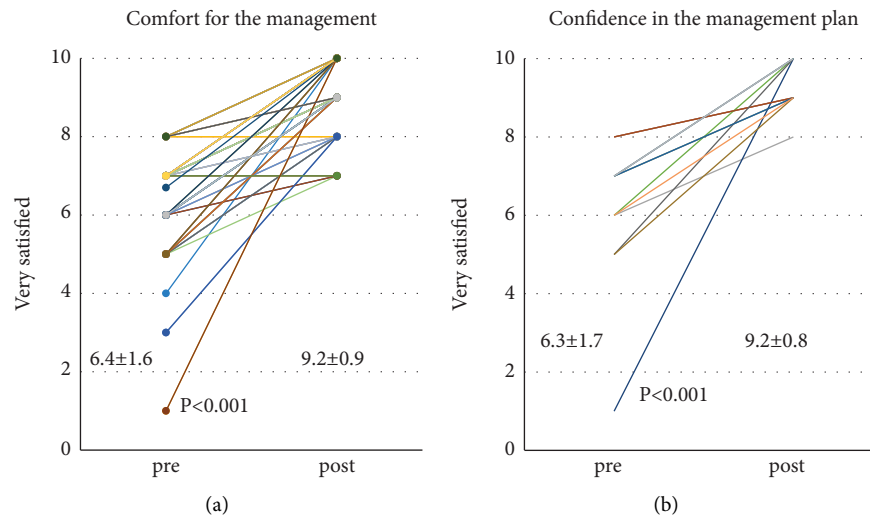 Comfort for the management
Very satisfied
10
8
6
4
2
0
6.4±1.6
9.2±0.9
P<0.001
pre
post
(a)
Confidence in the management plan
Very satisfied
10
8
6
4
2
0
6.3±1.7
9.2±0.8
P<0.001
pre
post
(b)